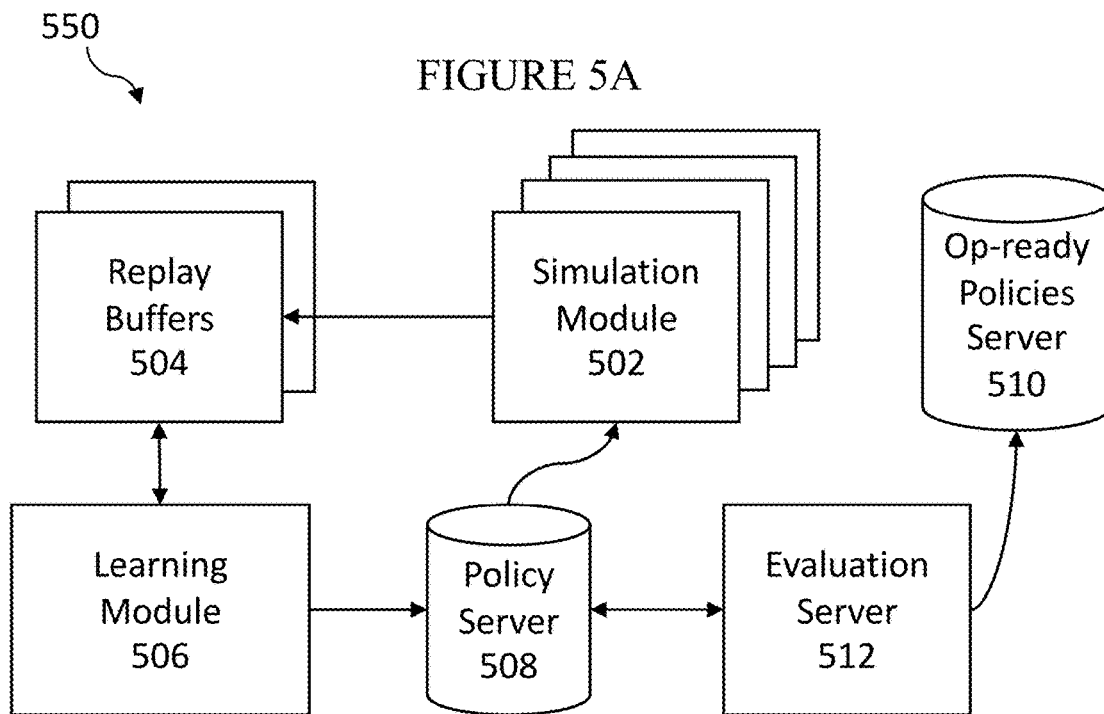 550
FIGURE 5A
Replay
Buffers
504
Simulation
Module
502
Op-ready
Policies
Server
510
Learning
Module
506
Policy
Server
508
Evaluation
Server
512